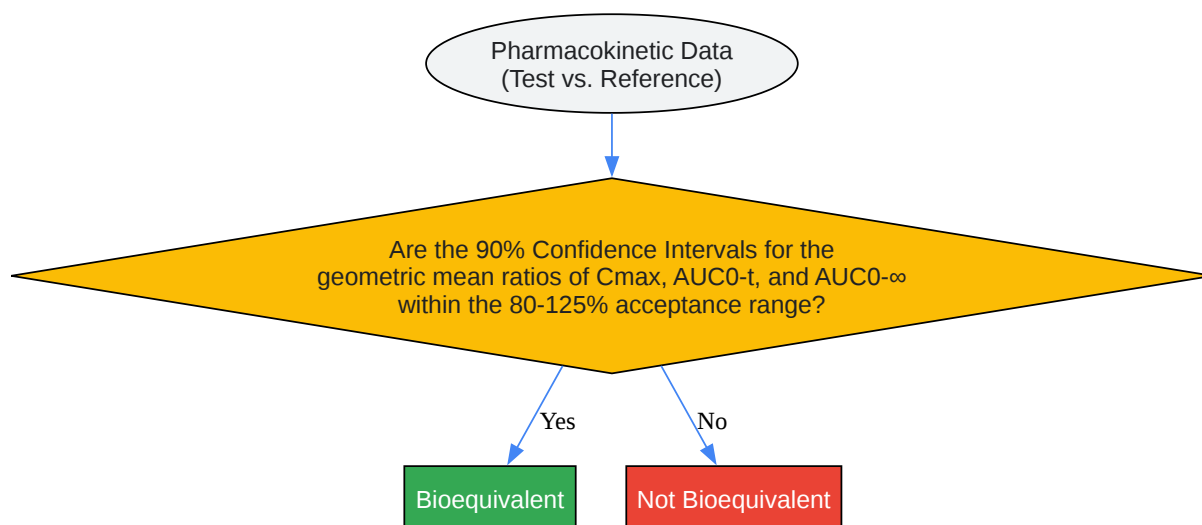 Pharmacokinetic Data
(Test vs. Reference)
Are the 90% Confidence Intervals for the
geometric mean ratios of Cmax, AUC0-t, and AUC0-∞
within the 80-125% acceptance range?
Yes
No
Bioequivalent
Not Bioequivalent